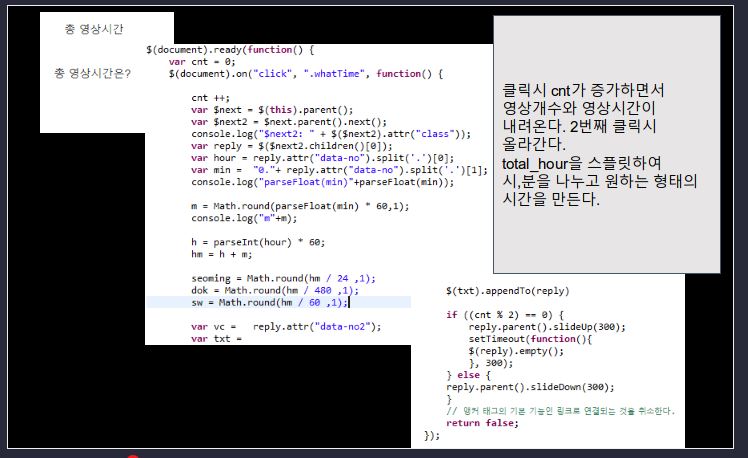 총 영상시간
총 영상시간은?
$(document).ready(function() {
var cnt = 0;
$(document).on("click", ".whatTime", function() {
cnt ++;
var $next = $(this).parent();
var $next2 = $next.parent().next();
console.log("$next2: " + $($next2).attr("class"));
var reply = $($next2.children()[0]);
var hour = reply.attr("data-no").split('.')[0];
var min =  "0."+ reply.attr("data-no").split('.')[1];
console.log("parseFloat(min)"+parseFloat(min));
m = Math.round(parseFloat(min) * 60,1);
console.log("m"+m);
h = parseInt(hour) * 60;
hm = h + m;
seoming = Math.round(hm / 24 ,1);
dok = Math.round(hm / 480 ,1);
sw = Math.round(hm / 60 ,1);
var vc =   reply.attr("data-no2");
var txt =
클릭시 cnt가 증가하면서
영상개수와 영상시간이
내려온다. 2번째 클릭시
올라간다.
total_hour을 스플릿하여
시,분을 나누고 원하는 형태의
시간을 만든다.
$(txt).appendTo(reply)
if ((cnt % 2) == 0) {
reply.parent().slideUp(300);
setTimeout(function(){
$(reply).empty();
}, 300);
} else {
reply.parent().slideDown(300);
}
// 앵커 태그의 기본 기능인 링크로 연결되는 것을 취소한다.
return false;
});